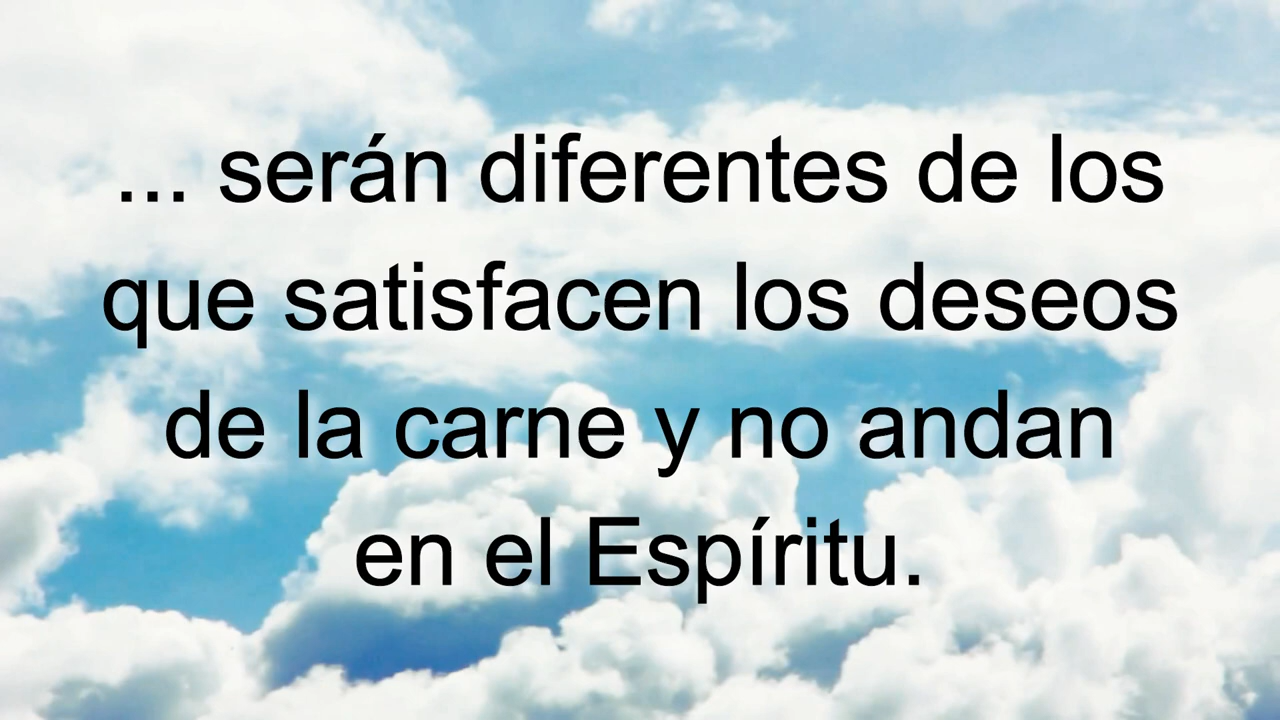 ... serán diferentes de los
que satisfacen los deseos
de la carne y no andan
en el Espíritu.